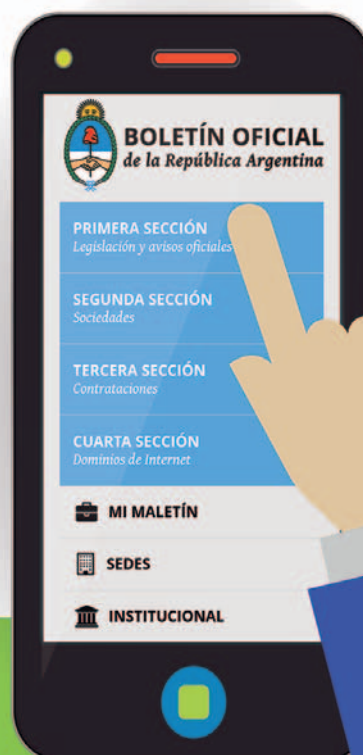 BOLETÍN OFICIAL
de la República Argentina
PRIMERA SECCIÓN
Legislación y avisos oficiales
SEGUNDA SECCIÓN
Sociedades
TERCERA SECCIÓN
Contrataciones
CUARTA SECCIÓN
Dominios de Internet
MI MALETÍN
SEDES
INSTITUCIONAL